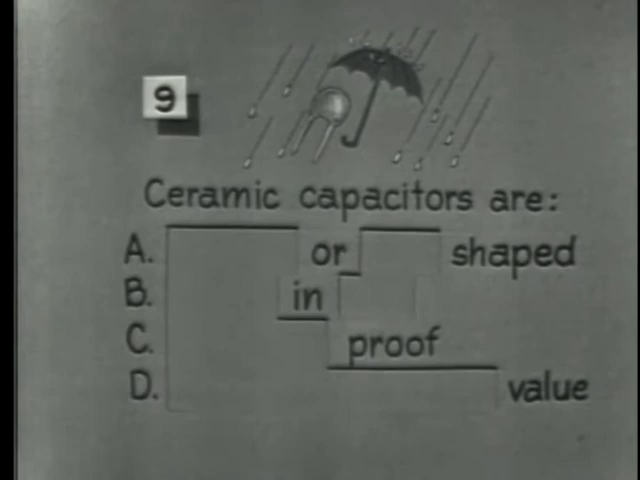 9
Ceramic capacitors are:
A. or shaped
B. in
C. proof
D. value